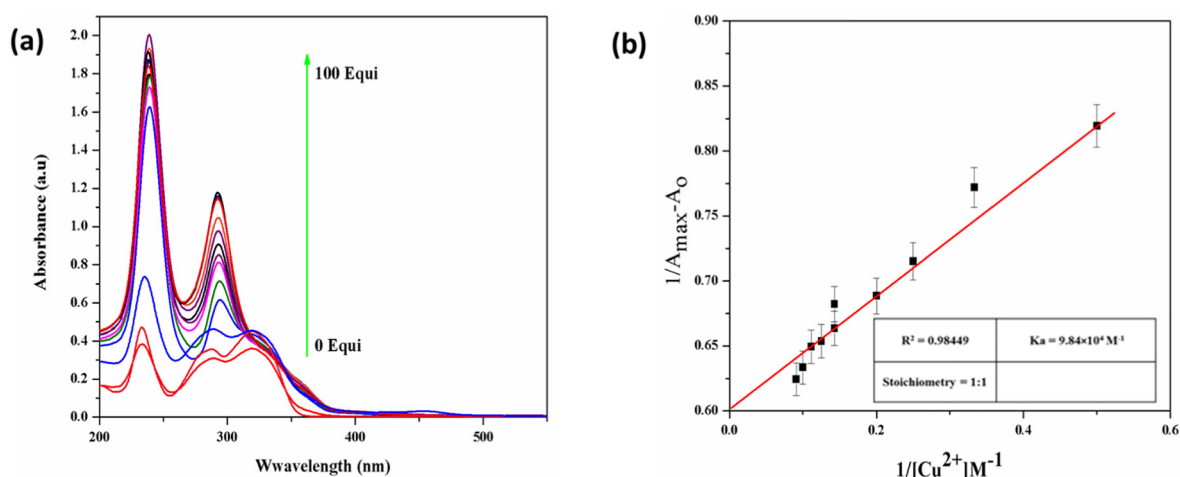 (a)
2.0
1.8
1.6
1.4
1.2
1.0
0.8
0.6
0.4
0.2
0.0
Absorbance (a.u)
100 Equi
0 Equi
200 300 400 500
Wwavelength (nm)
(b)
0.90
0.85
0.80
0.75
0.70
0.65
0.60
1/Amax-AO
R² = 0.98449 Ka = 9.84×10⁴ M⁻¹
Stoichiometry = 1:1
0.0 0.2 0.4 0.6
1/[Cu²⁺]M⁻¹